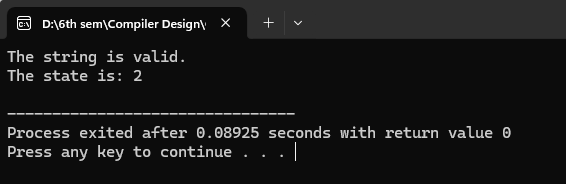 D:\6th sem\Compiler Design\
The string is valid.
The state is: 2
--------------------------------
Process exited after 0.08925 seconds with return value 0
Press any key to continue . . .